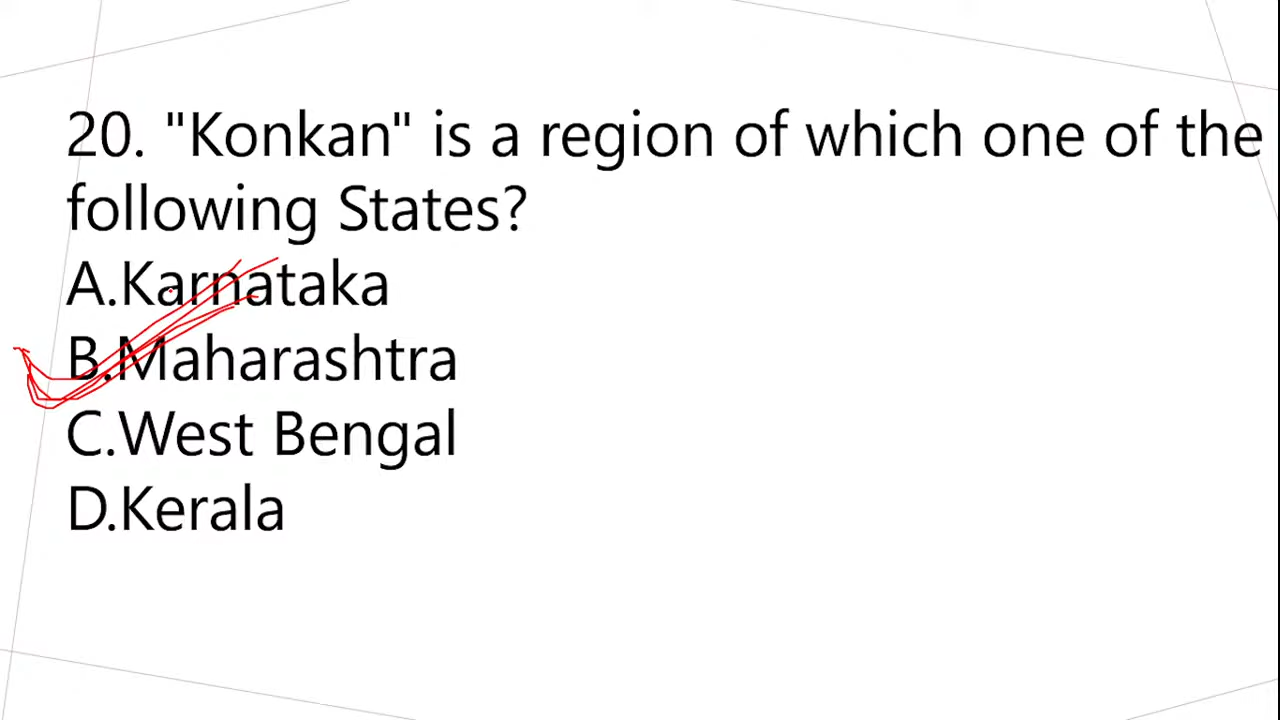 20. "Konkan" is a region of which one of the
following States?
A.Karnataka
B.Maharashtra
C.West Bengal
D.Kerala